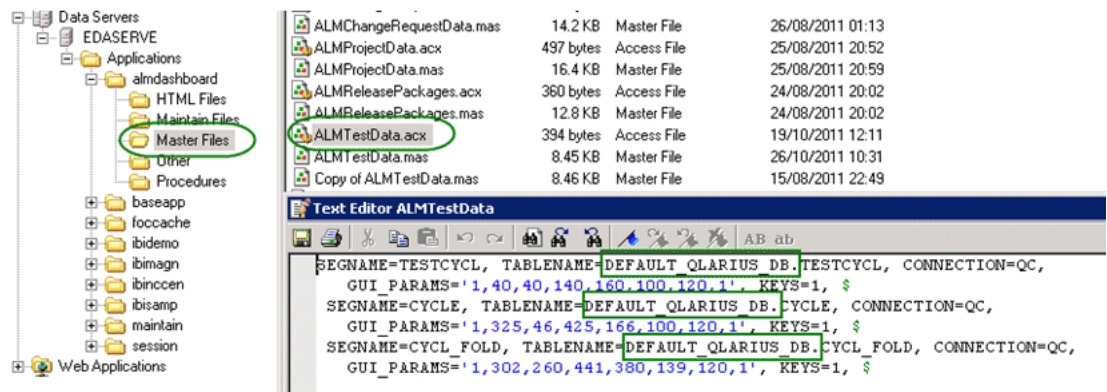 Data Servers
EDASERVE
Applications
almdashboard
HTML Files
Maintain Files
Master Files
Other
Procedures
baseapp
foccache
ibidemo
ibimagn
ibinccen
ibisamp
maintain
session
Web Applications
ALMChangeRequestData.mas 14.2 KB Master File 26/08/2011 01:13
ALMProjectData.acx 497 bytes Access File 25/08/2011 20:52
ALMProjectData.mas 16.4 KB Master File 25/08/2011 20:59
ALMReleasePackages.acx 360 bytes Access File 24/08/2011 20:02
ALMReleasePackages.mas 12.8 KB Master File 24/08/2011 20:02
ALMTestData.acx 394 bytes Access File 19/10/2011 12:11
ALMTestData.mas 8.45 KB Master File 26/10/2011 10:31
Copy of ALMTestData.mas 8.46 KB Master File 15/08/2011 22:49
Text Editor ALMTestData
AB ab
SEGNAME=TESTCYCL, TABLENAME=DEFAULT_QLARIUS_DB.TESTCYCL, CONNECTION=QC,
GUI_PARAMS='1,40,40,140,160,100,120,1', KEYS=1, $
SEGNAME=CYCLE, TABLENAME=DEFAULT_QLARIUS_DB.CYCLE, CONNECTION=QC,
GUI_PARAMS='1,325,46,425,166,100,120,1', KEYS=1, $
SEGNAME=CYCL_FOLD, TABLENAME=DEFAULT_QLARIUS_DB.CYCL_FOLD, CONNECTION=QC,
GUI_PARAMS='1,302,260,441,380,139,120,1', KEYS=1, $